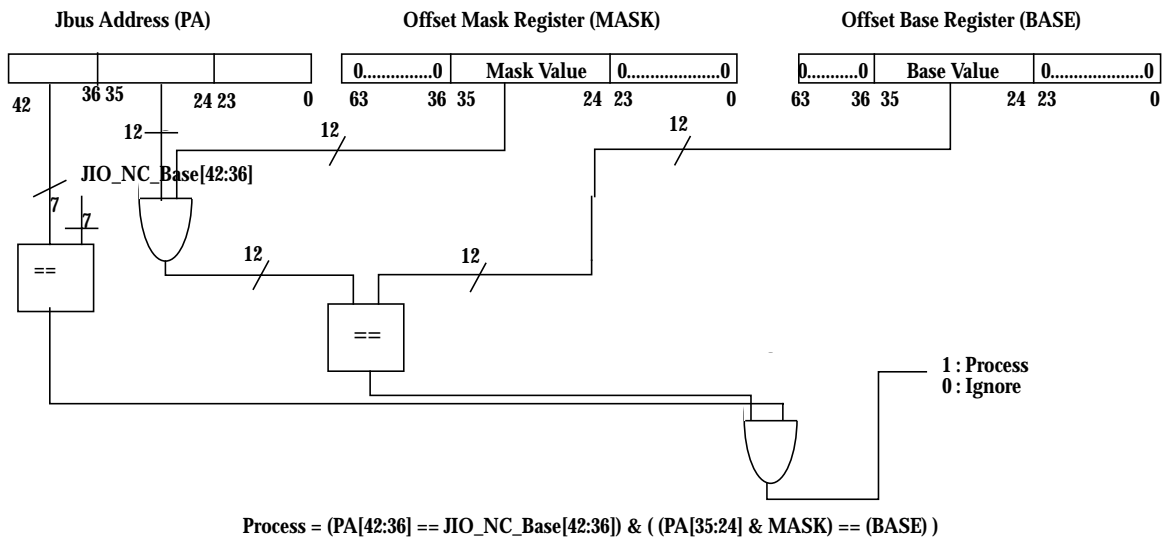 Jbus Address (PA) Offset Mask Register (MASK) Offset Base Register (BASE)
0...............0 Mask Value 0.....................0 0...........0 Base Value 0.....................0
42 36 35 24 23 0 63 36 35 24 23 0 63 36 35 24 23 0
12 12 12
JIO_NC_Base[42:36]
7 7
12 12
==
==
1 : Process
0 : Ignore
Process = (PA[42:36] == JIO_NC_Base[42:36]) & ( (PA[35:24] & MASK) == (BASE) )